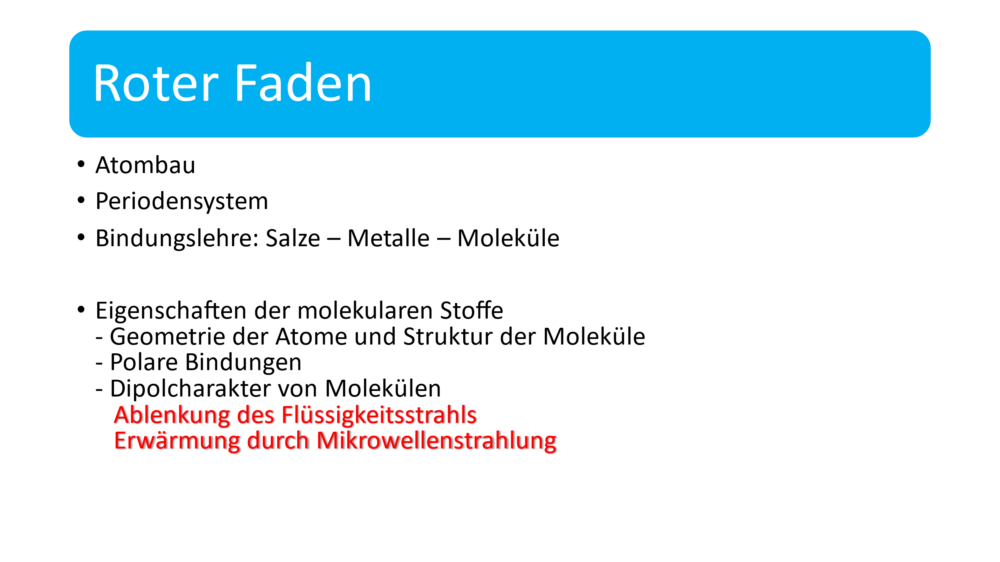 Roter Faden
• Atombau
• Periodensystem
• Bindungslehre: Salze – Metalle – Moleküle
• Eigenschaften der molekularen Stoffe
- Geometrie der Atome und Struktur der Moleküle
- Polare Bindungen
- Dipolcharakter von Molekülen
Ablenkung des Flüssigkeitsstrahls
Erwärmung durch Mikrowellenstrahlung